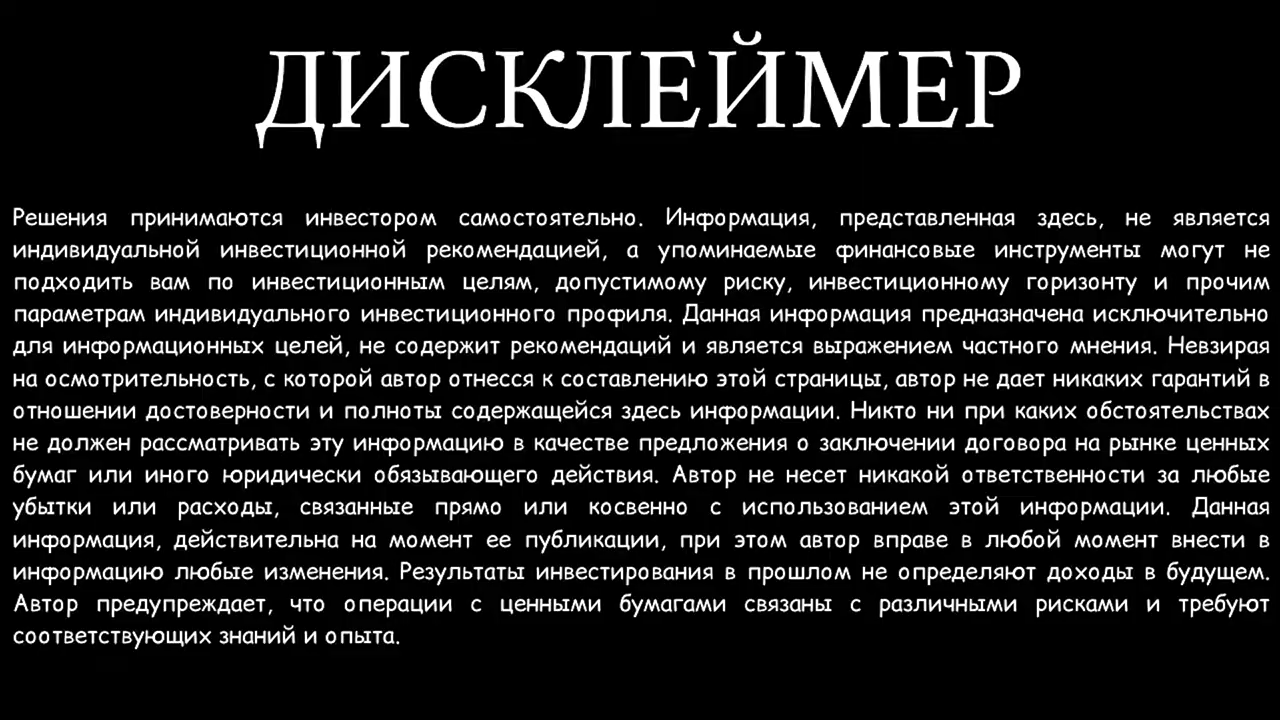 ДИСКЛЕЙМЕР
Решения принимаются инвестором самостоятельно. Информация, представленная здесь, не является
индивидуальной инвестиционной рекомендацией, а упоминаемые финансовые инструменты могут не
подходить вам по инвестиционным целям, допустимому риску, инвестиционному горизонту и прочим
параметрам индивидуального инвестиционного профиля. Данная информация предназначена исключительно
для информационных целей, не содержит рекомендаций и является выражением частного мнения. Невзирая
на осмотрительность, с которой автор отнесся к составлению этой страницы, автор не дает никаких гарантий в
отношении достоверности и полноты содержащейся здесь информации. Никто ни при каких обстоятельствах
не должен рассматривать эту информацию в качестве предложения о заключении договора на рынке ценных
бумаг или иного юридически обязывающего действия. Автор не несет никакой ответственности за любые
убытки или расходы, связанные прямо или косвенно с использованием этой информации. Данная
информация, действительна на момент ее публикации, при этом автор вправе в любой момент внести в
информацию любые изменения. Результаты инвестирования в прошлом не определяют доходы в будущем.
Автор предупреждает, что операции с ценными бумагами связаны с различными рисками и требуют
соответствующих знаний и опыта.